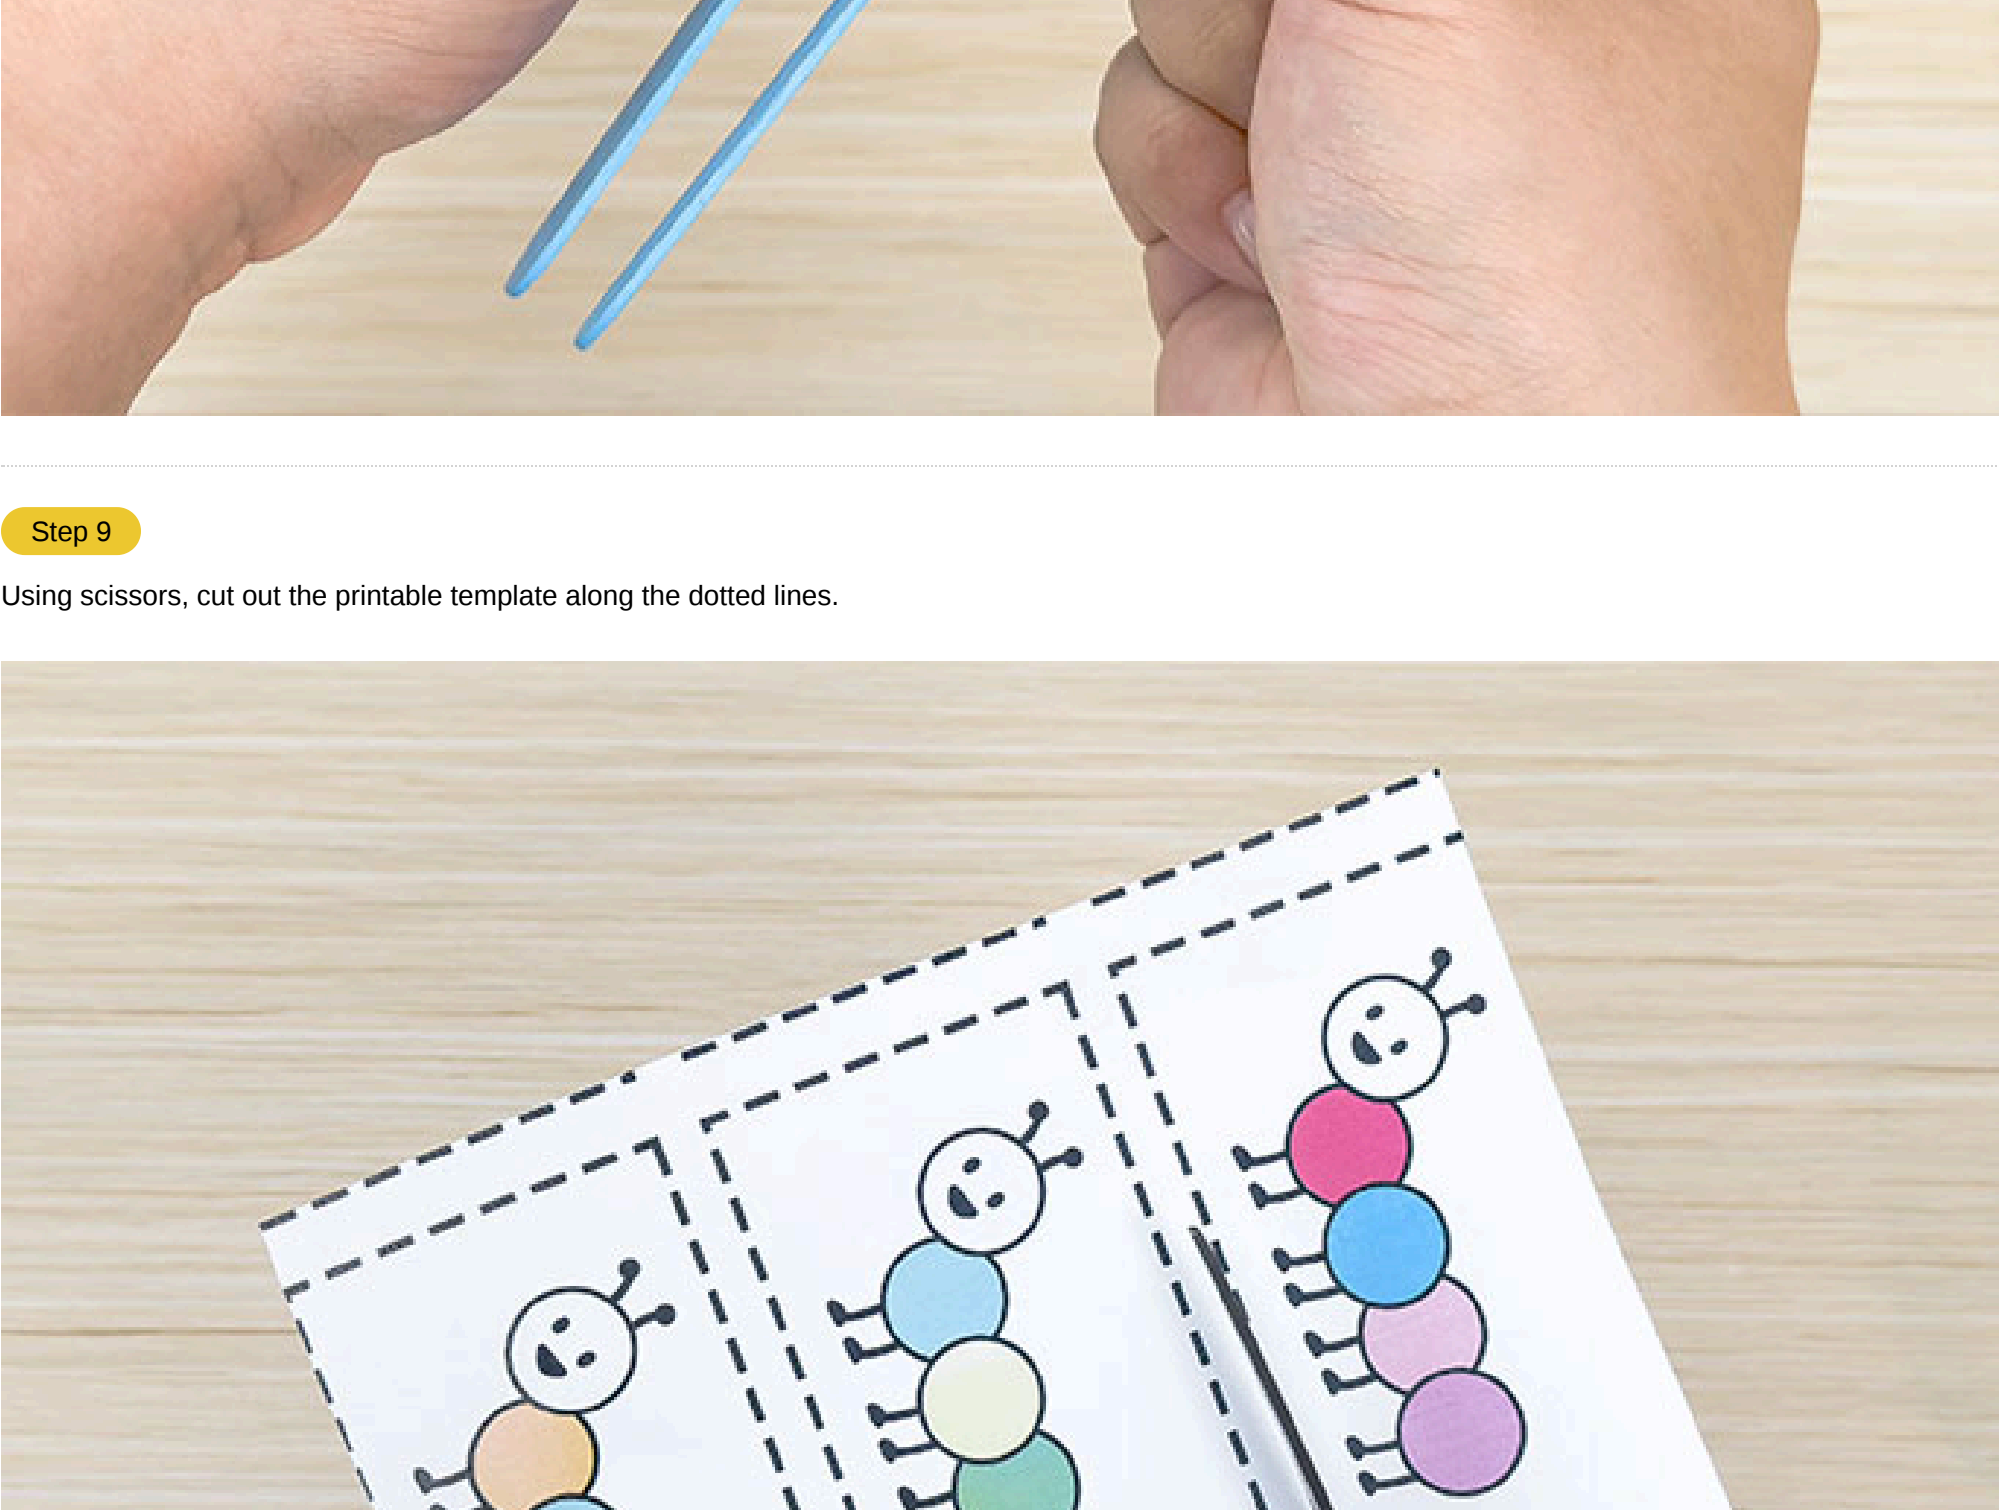 Step 9
Using scissors, cut out the printable template along the dotted lines.